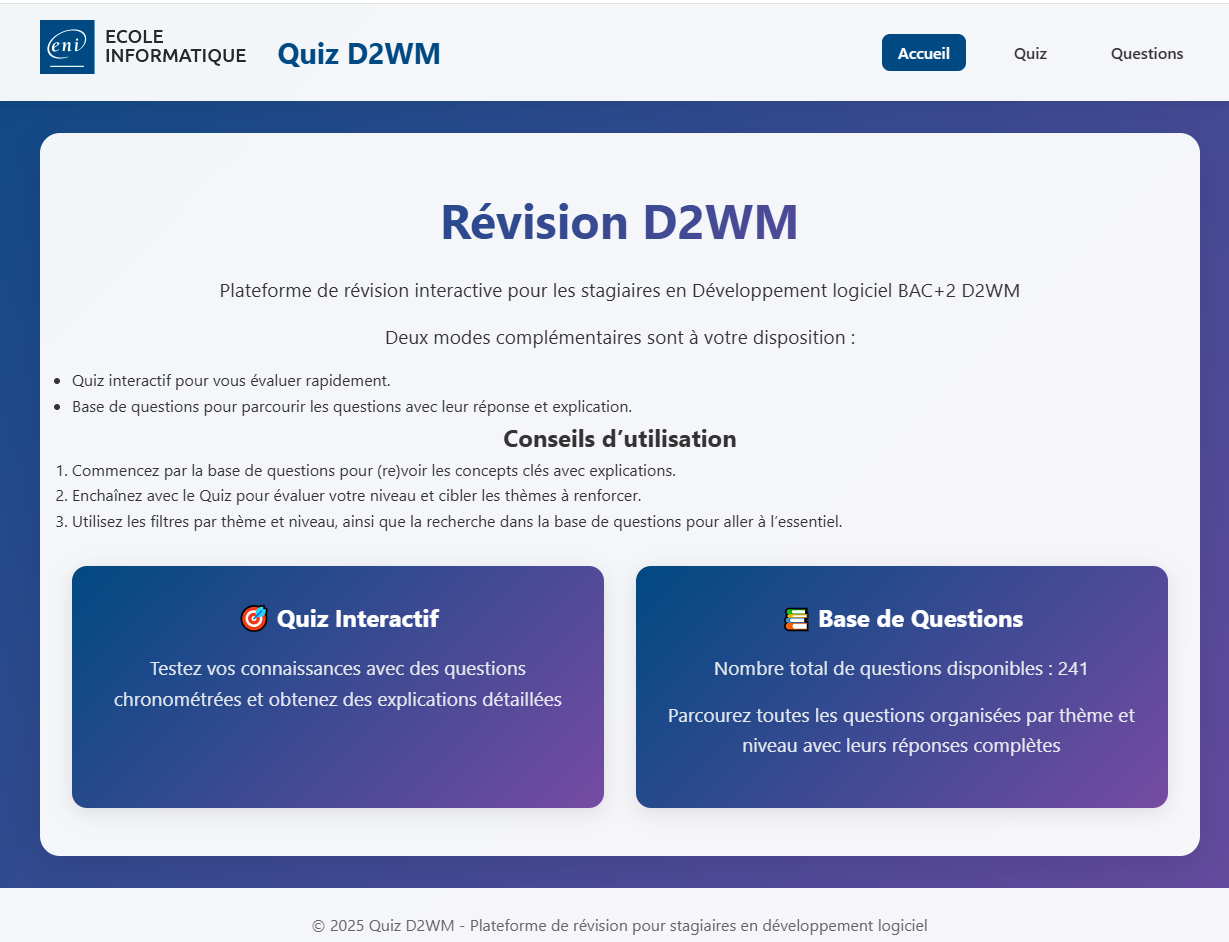 eni
ECOLE
INFORMATIQUE
Quiz D2WM
Accueil
Quiz
Questions
Révision D2WM
Plateforme de révision interactive pour les stagiaires en Développement logiciel BAC+2 D2WM
Deux modes complémentaires sont à votre disposition :
• Quiz interactif pour vous évaluer rapidement.
• Base de questions pour parcourir les questions avec leur réponse et explication.
Conseils d’utilisation
1. Commencez par la base de questions pour (re)voir les concepts clés avec explications.
2. Enchaînez avec le Quiz pour évaluer votre niveau et cibler les thèmes à renforcer.
3. Utilisez les filtres par thème et niveau, ainsi que la recherche dans la base de questions pour aller à l’essentiel.
🎯 Quiz Interactif
Testez vos connaissances avec des questions
chronométrées et obtenez des explications détaillées
📚 Base de Questions
Nombre total de questions disponibles : 241
Parcourez toutes les questions organisées par thème et
niveau avec leurs réponses complètes
© 2025 Quiz D2WM - Plateforme de révision pour stagiaires en développement logiciel